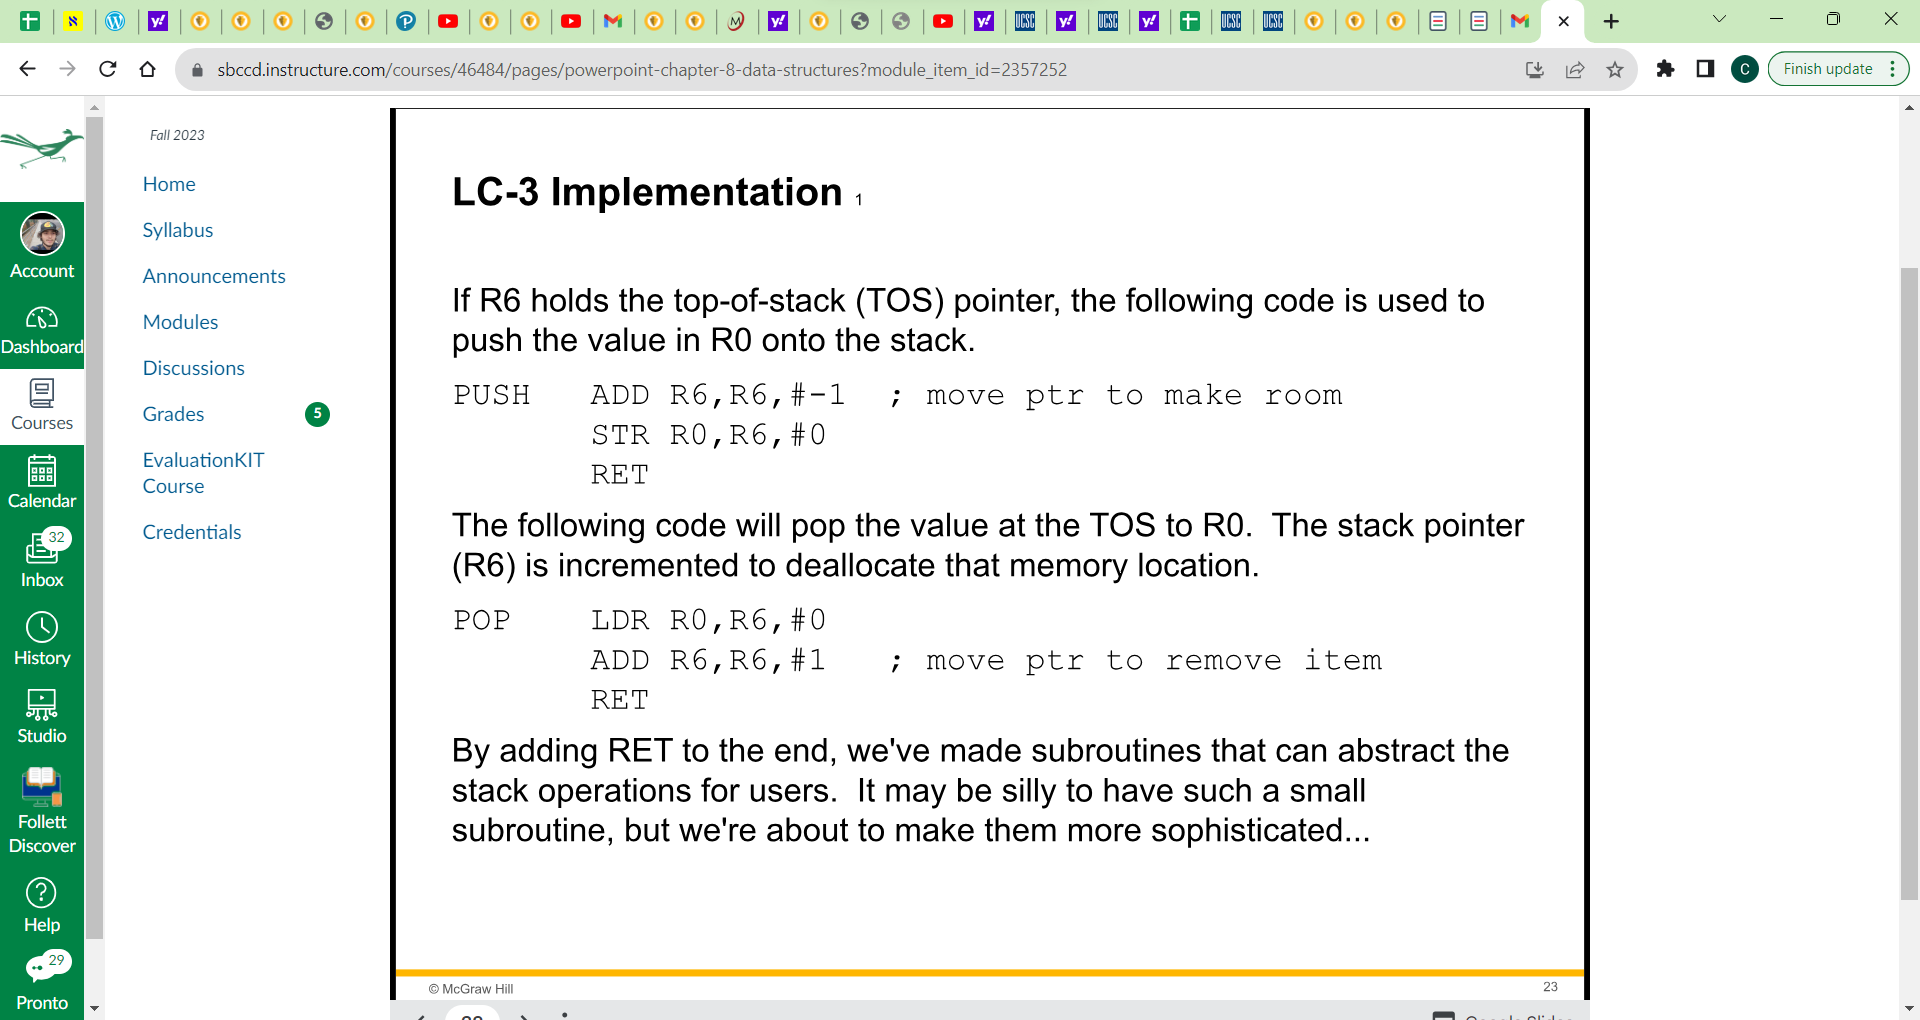 sbccd.instructure.com/courses/46484/pages/powerpoint-chapter-8-data-structures?module_item_id=2357252
C
Finish update
Fall 2023
Home
Syllabus
Announcements
Modules
Discussions
Grades 5
EvaluationKIT
Course
Credentials
Account
Dashboard
Courses
Calendar
32
Inbox
History
Studio
Follett
Discover
Help
29
Pronto
LC-3 Implementation 1
If R6 holds the top-of-stack (TOS) pointer, the following code is used to
push the value in R0 onto the stack.
PUSH ADD R6,R6,#-1 ; move ptr to make room
STR R0,R6,#0
RET
The following code will pop the value at the TOS to R0. The stack pointer
(R6) is incremented to deallocate that memory location.
POP LDR R0,R6,#0
ADD R6,R6,#1 ; move ptr to remove item
RET
By adding RET to the end, we've made subroutines that can abstract the
stack operations for users. It may be silly to have such a small
subroutine, but we're about to make them more sophisticated...
© McGraw Hill
23